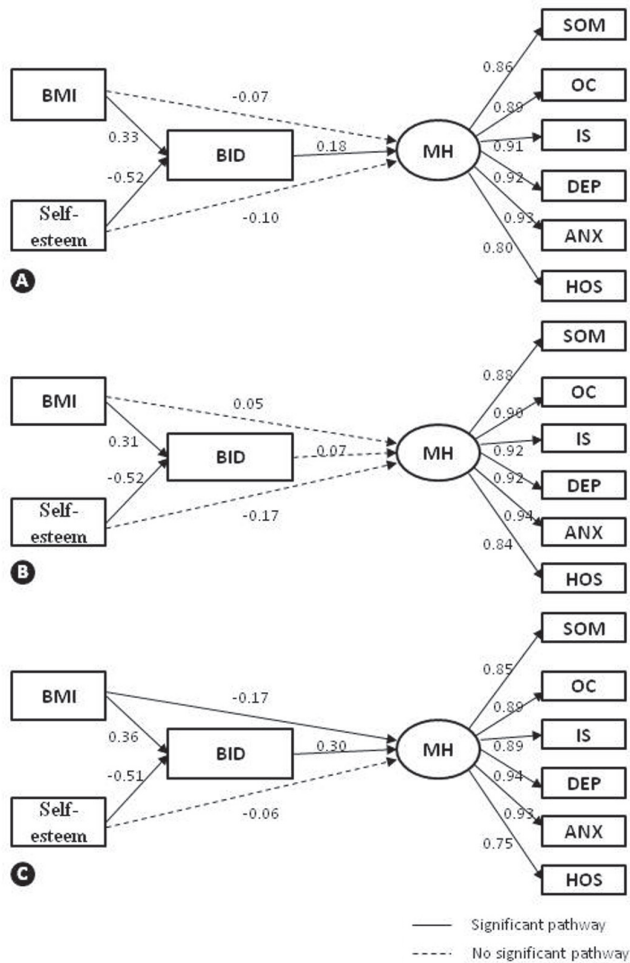 SOM
0.86
OC
BMI
-0.07
0.89
0.33
BID
0.18
MH
0.91
IS
-0.52
0.92
DEP
Self-
esteem
-0.10
0.93
ANX
0.80
A
HOS
SOM
0.88
OC
BMI
0.05
0.90
0.31
BID
0.07
MH
0.92
IS
-0.52
0.92
DEP
Self-
esteem
-0.17
0.94
ANX
0.84
B
HOS
SOM
0.85
OC
BMI
-0.17
0.89
0.36
BID
0.30
MH
0.89
IS
-0.51
0.94
DEP
Self-
esteem
-0.06
0.93
ANX
0.75
C
HOS
Significant pathway
No significant pathway